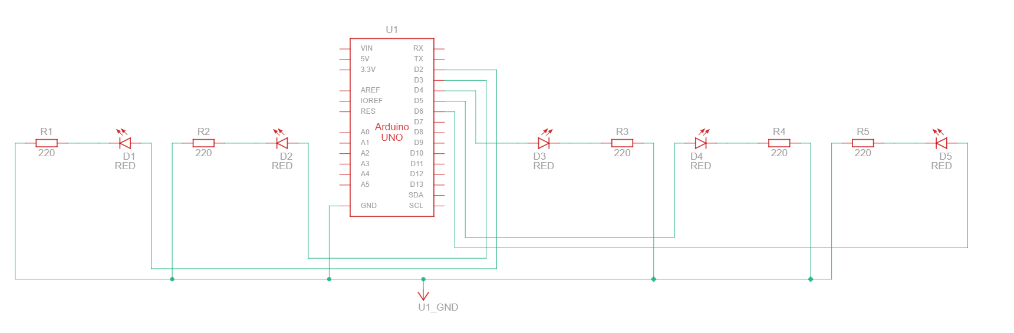 U1
VIN RX
5V TX
3.3V D2
D3
AREF D4
IOREF D5
RES D6
D7
A0 D8
A1 D9
A2 D10
A3 D11
A4 D12
A5 D13
SDA
GND SCL
Arduino
UNO
R1
220
D1
RED
R2
220
D2
RED
D3
RED
R3
220
D4
RED
R4
220
R5
220
D5
RED
U1_GND